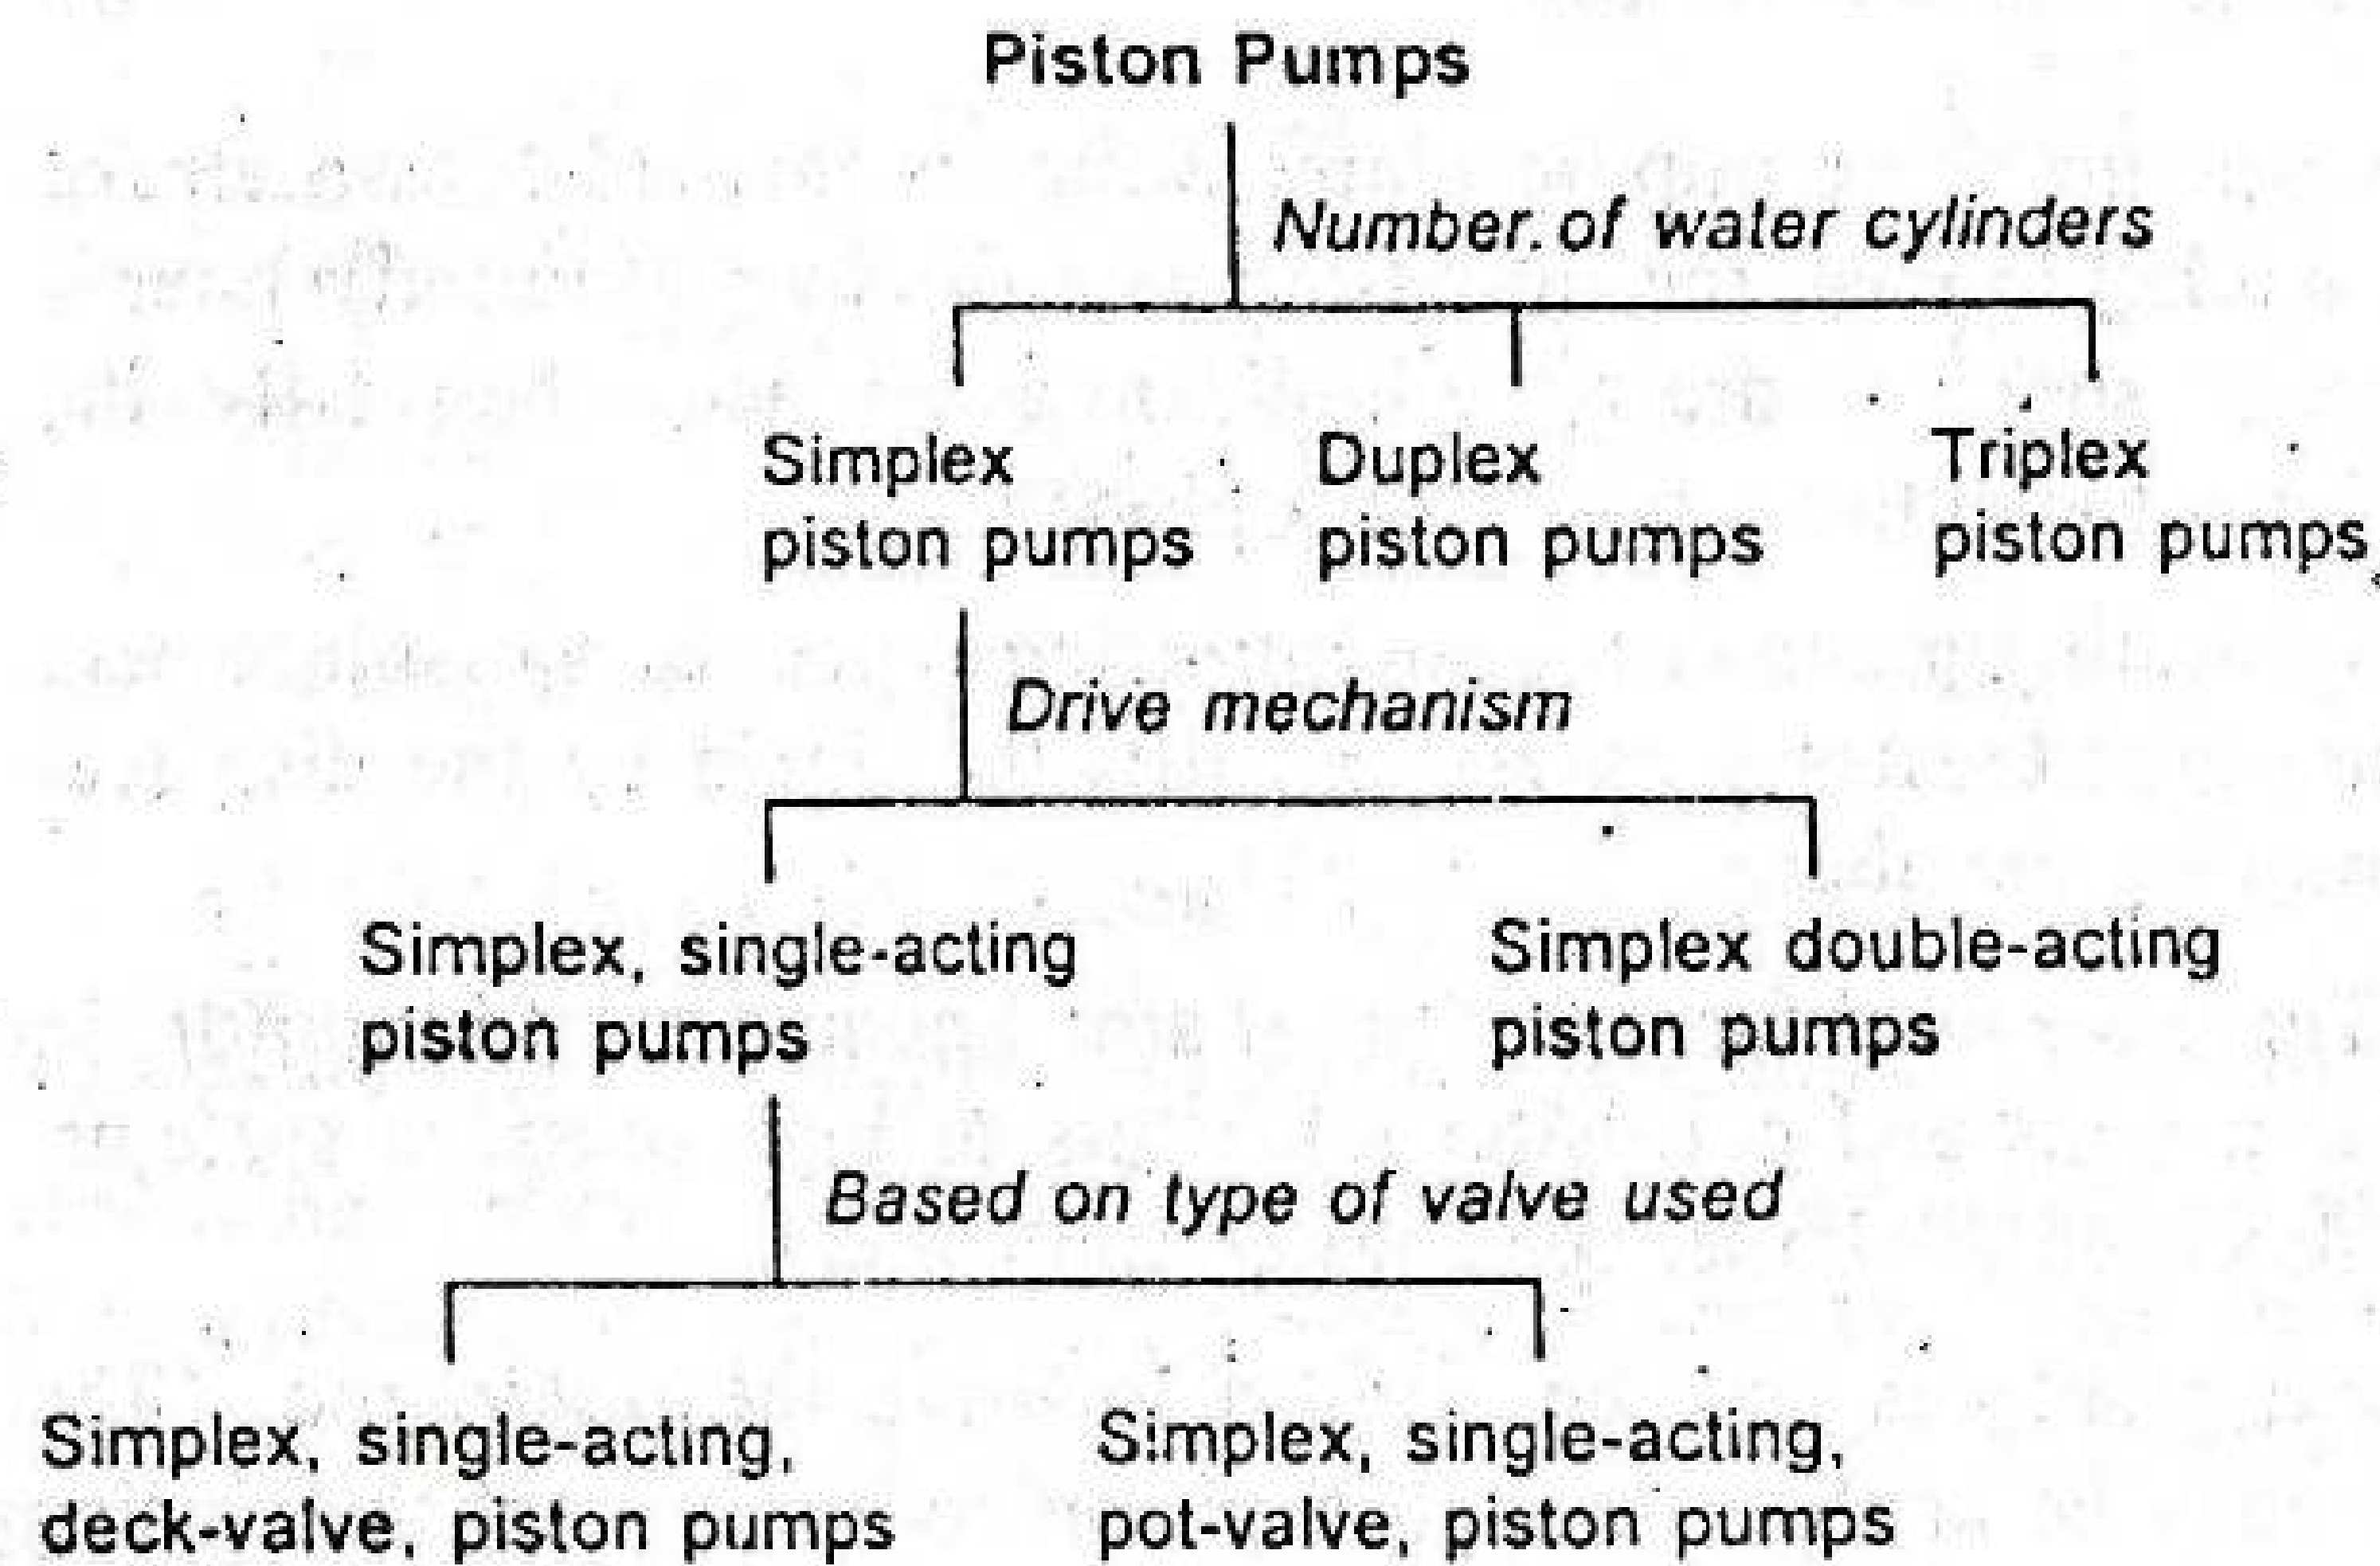 Piston Pumps
Number of water cylinders
Simplex
piston pumps
Duplex
piston pumps
Triplex
piston pumps
Drive mechanism
Simplex, single-acting
piston pumps
Simplex double-acting
piston pumps
Based on type of valve used
Simplex, single-acting,
deck-valve, piston pumps
Simplex, single-acting,
pot-valve, piston pumps